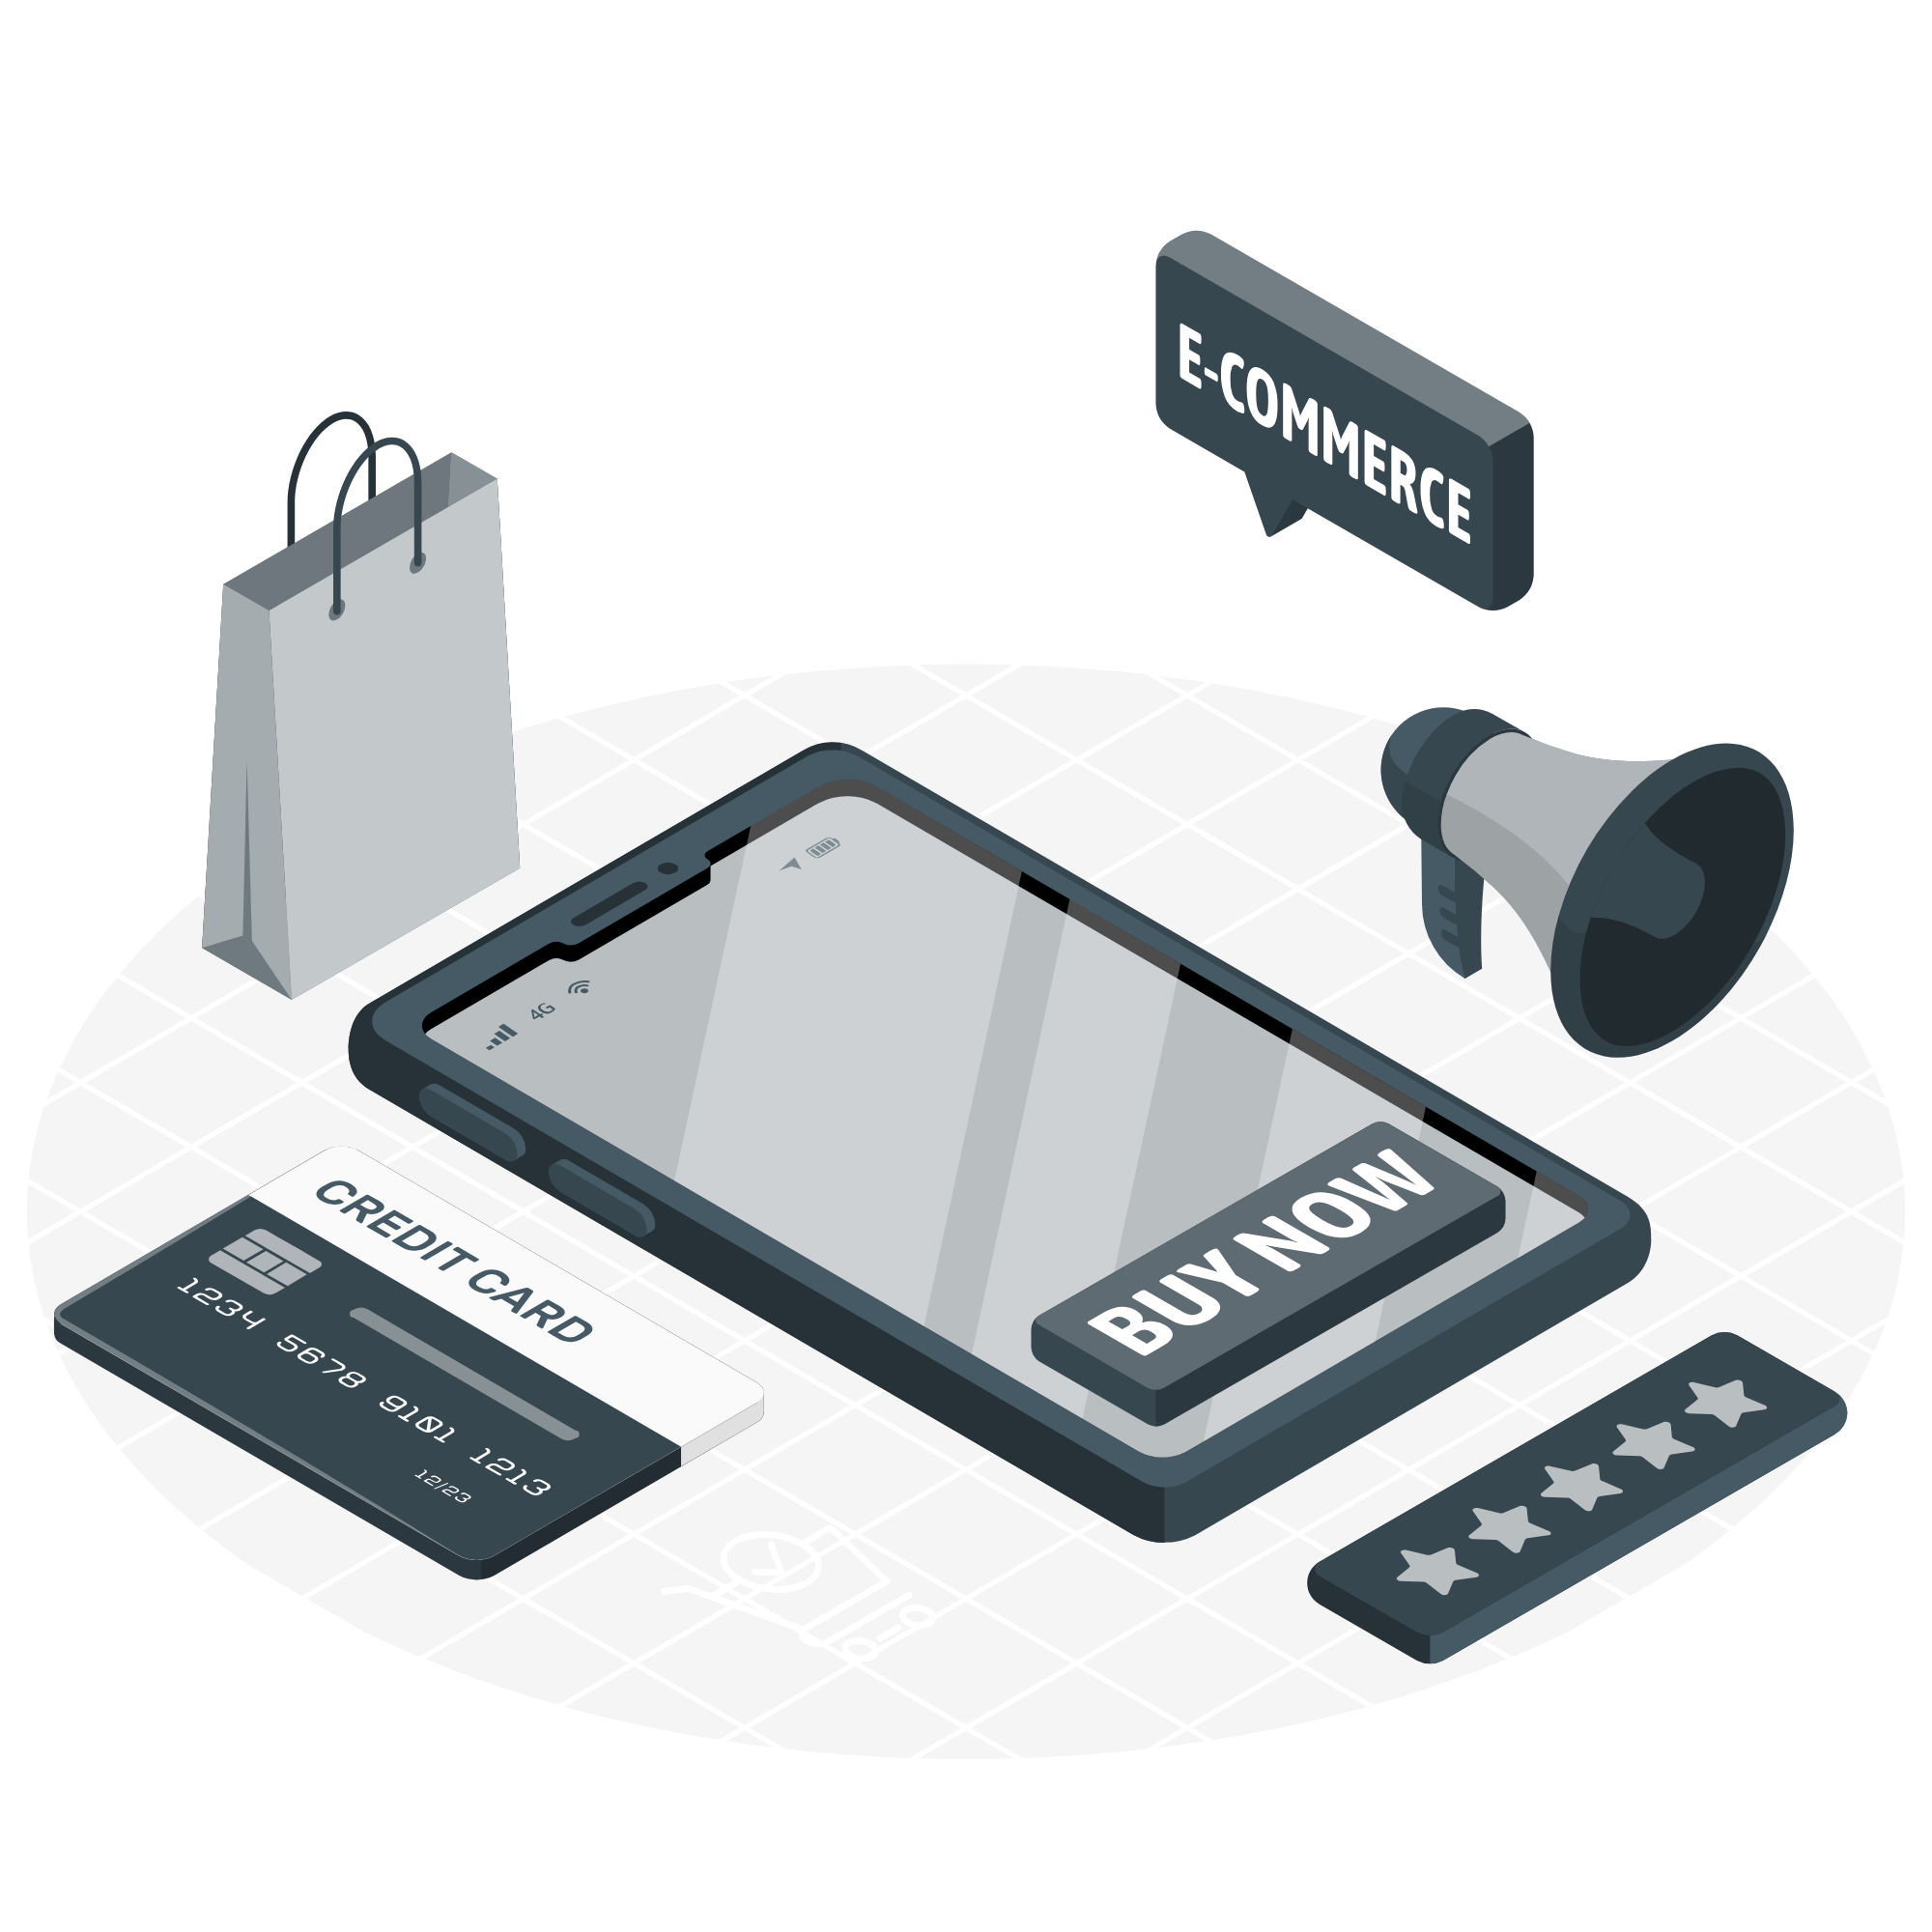 E-COMMERCE
4G
BUY NOW
CREDIT CARD
1234 5678 9101 1213
12/23